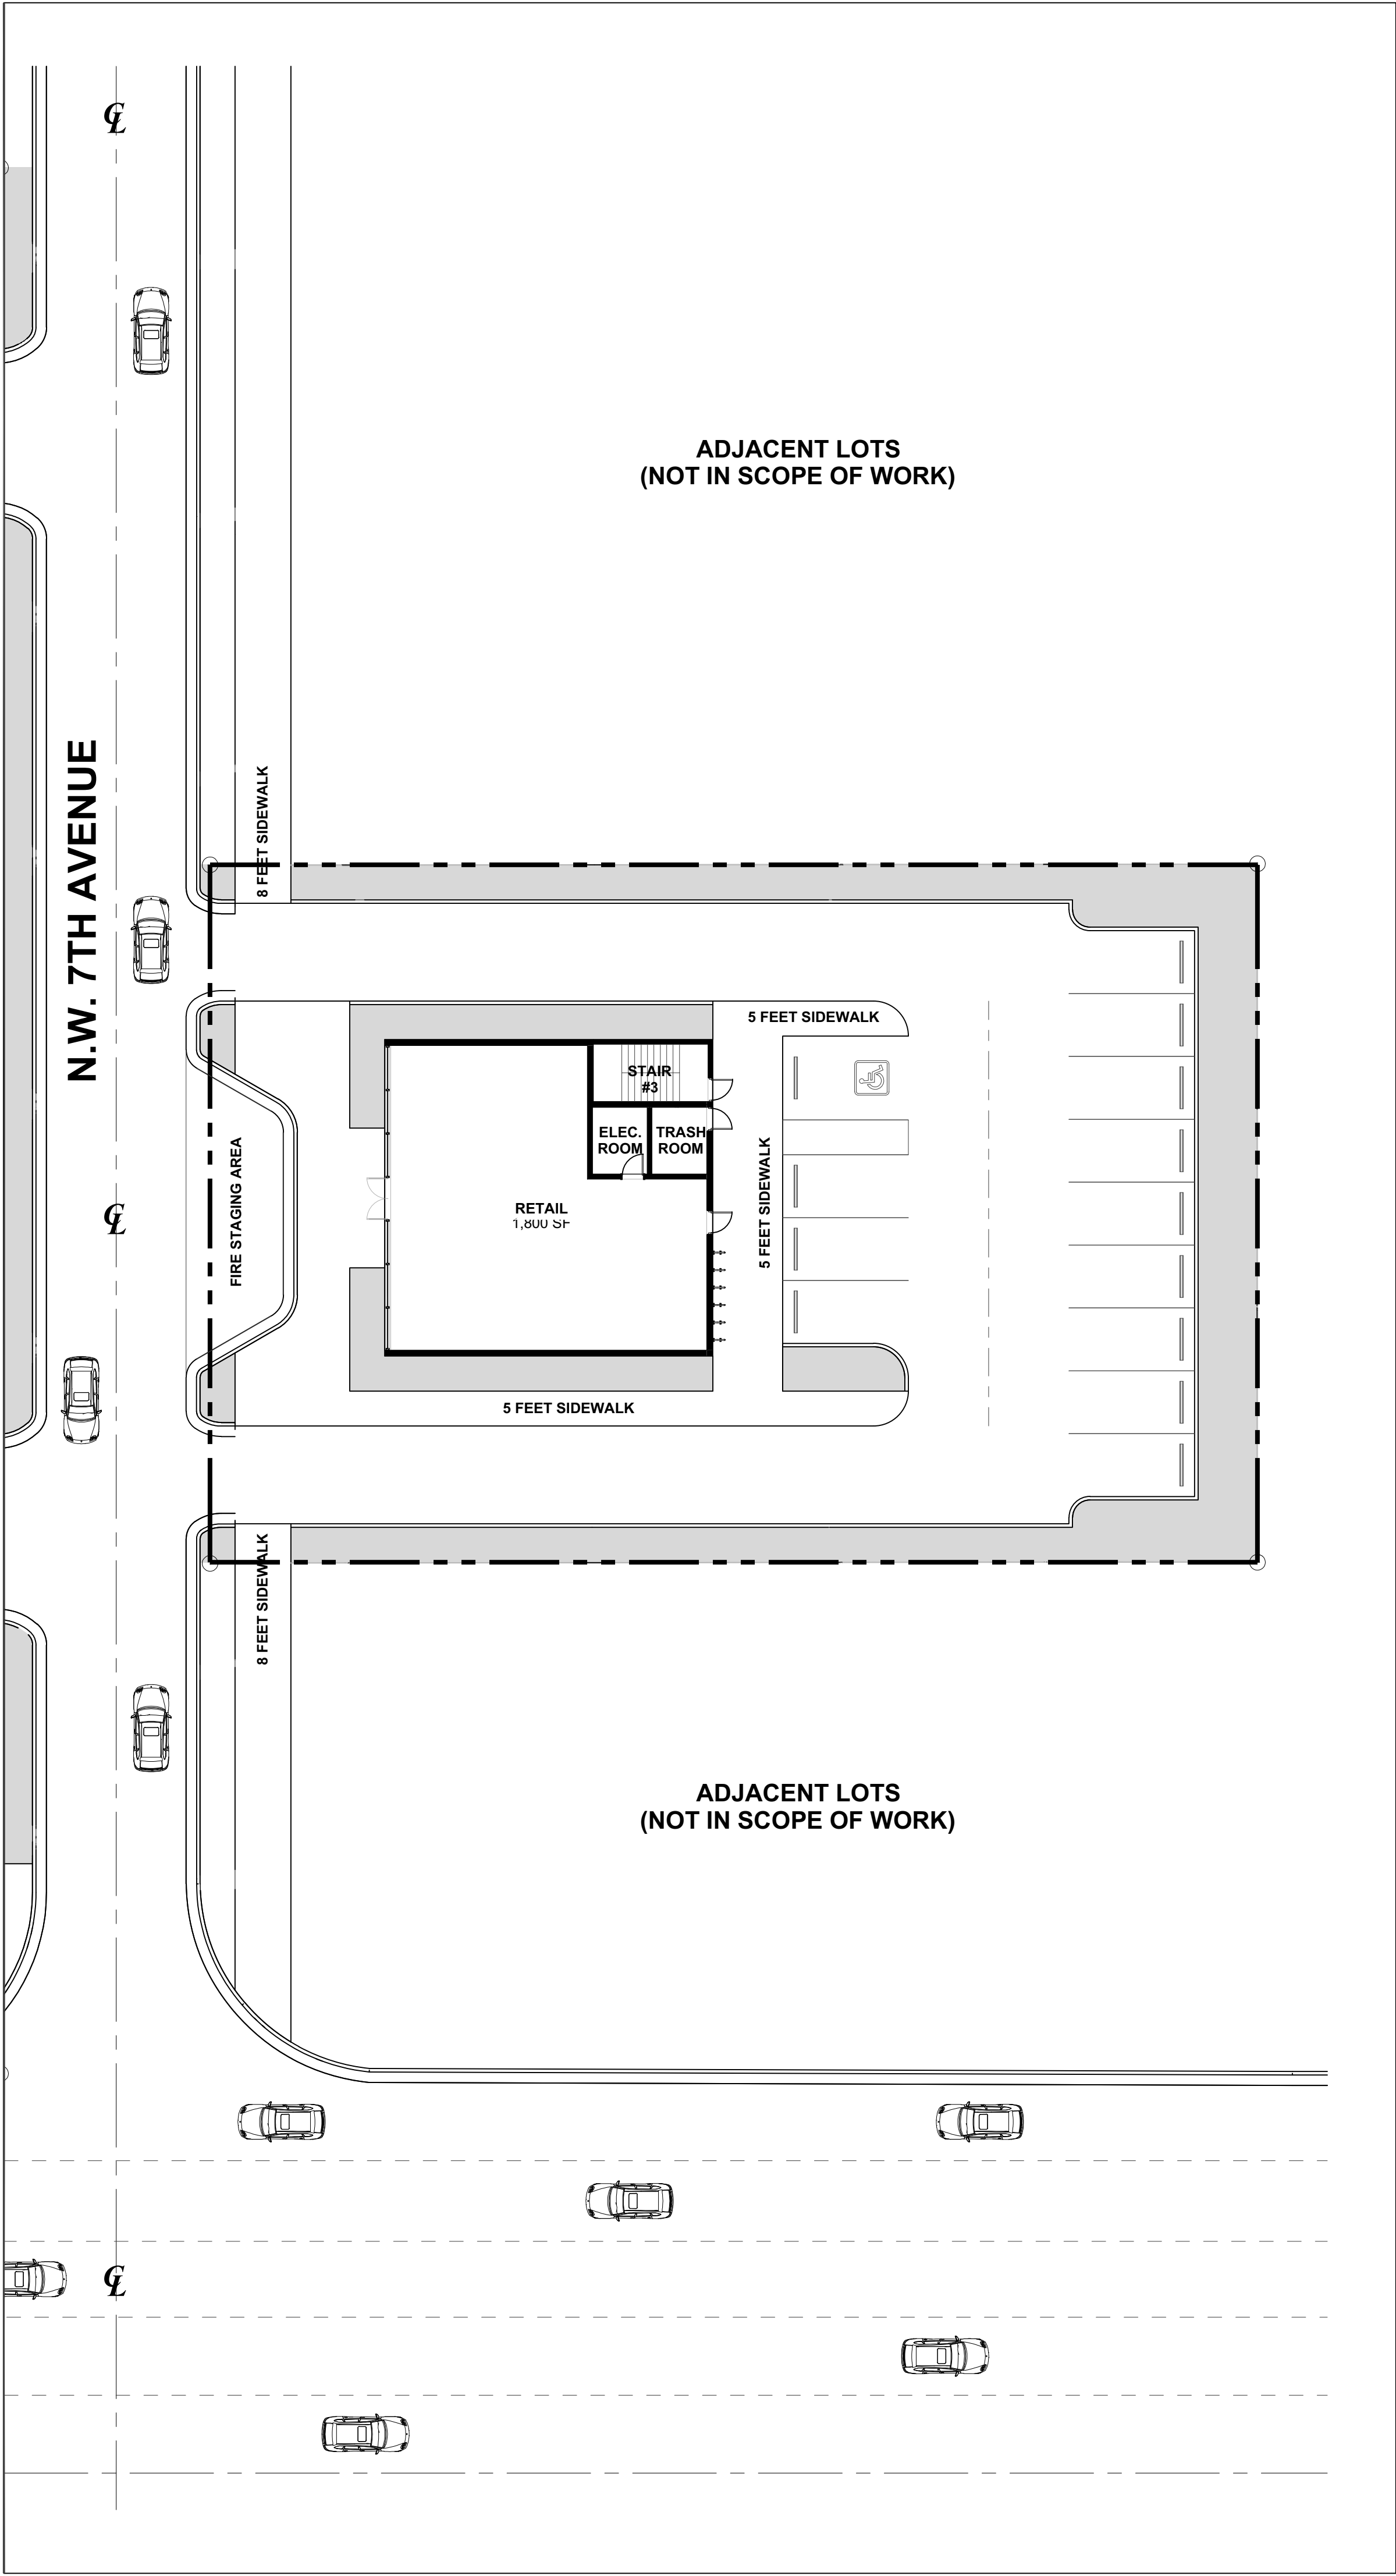 ℄
ADJACENT LOTS
(NOT IN SCOPE OF WORK)
N.W. 7TH AVENUE
8 FEET SIDEWALK
5 FEET SIDEWALK
STAIR
#3
ELEC.
ROOM
TRASH
ROOM
FIRE STAGING AREA
℄
RETAIL
1,800 SF
5 FEET SIDEWALK
5 FEET SIDEWALK
8 FEET SIDEWALK
ADJACENT LOTS
(NOT IN SCOPE OF WORK)
℄